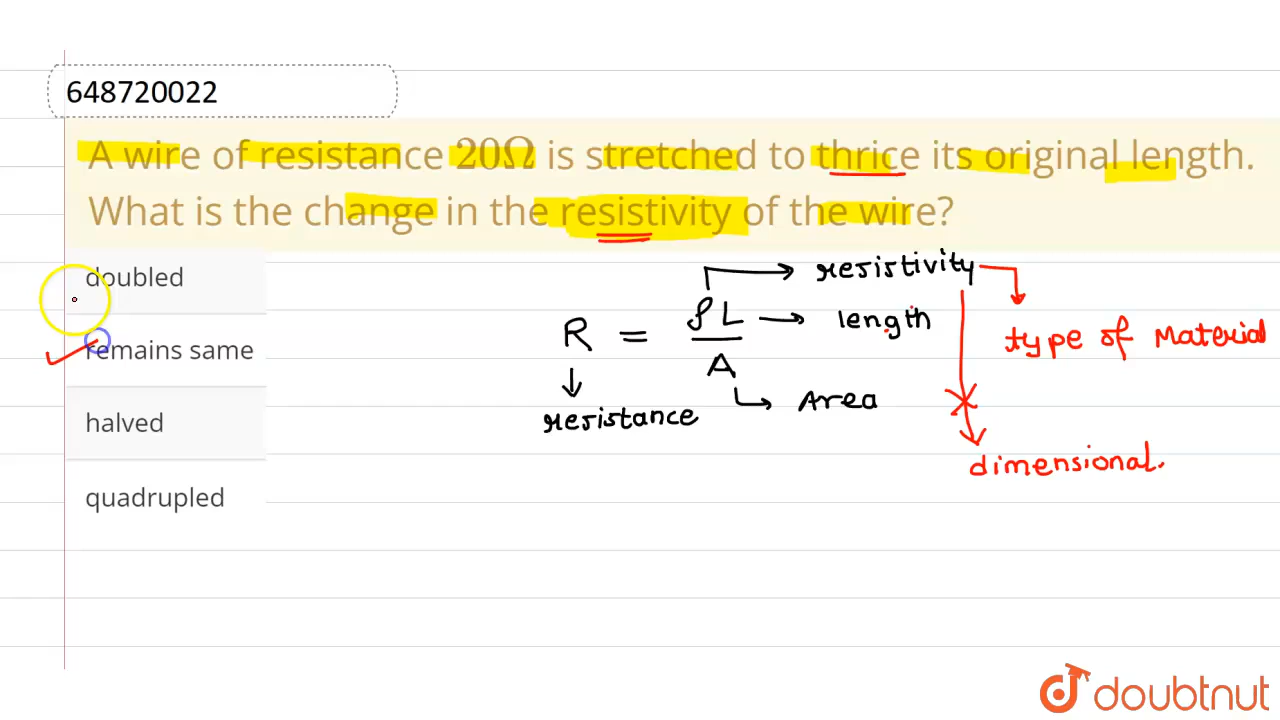 648720022
A wire of resistance 20Ω is stretched to thrice its original length.
What is the change in the resistivity of the wire?
doubled
remains same
halved
quadrupled
R = ρL / A
resistivity
length
Area
resistance
type of Material
dimensional.
doubtnut